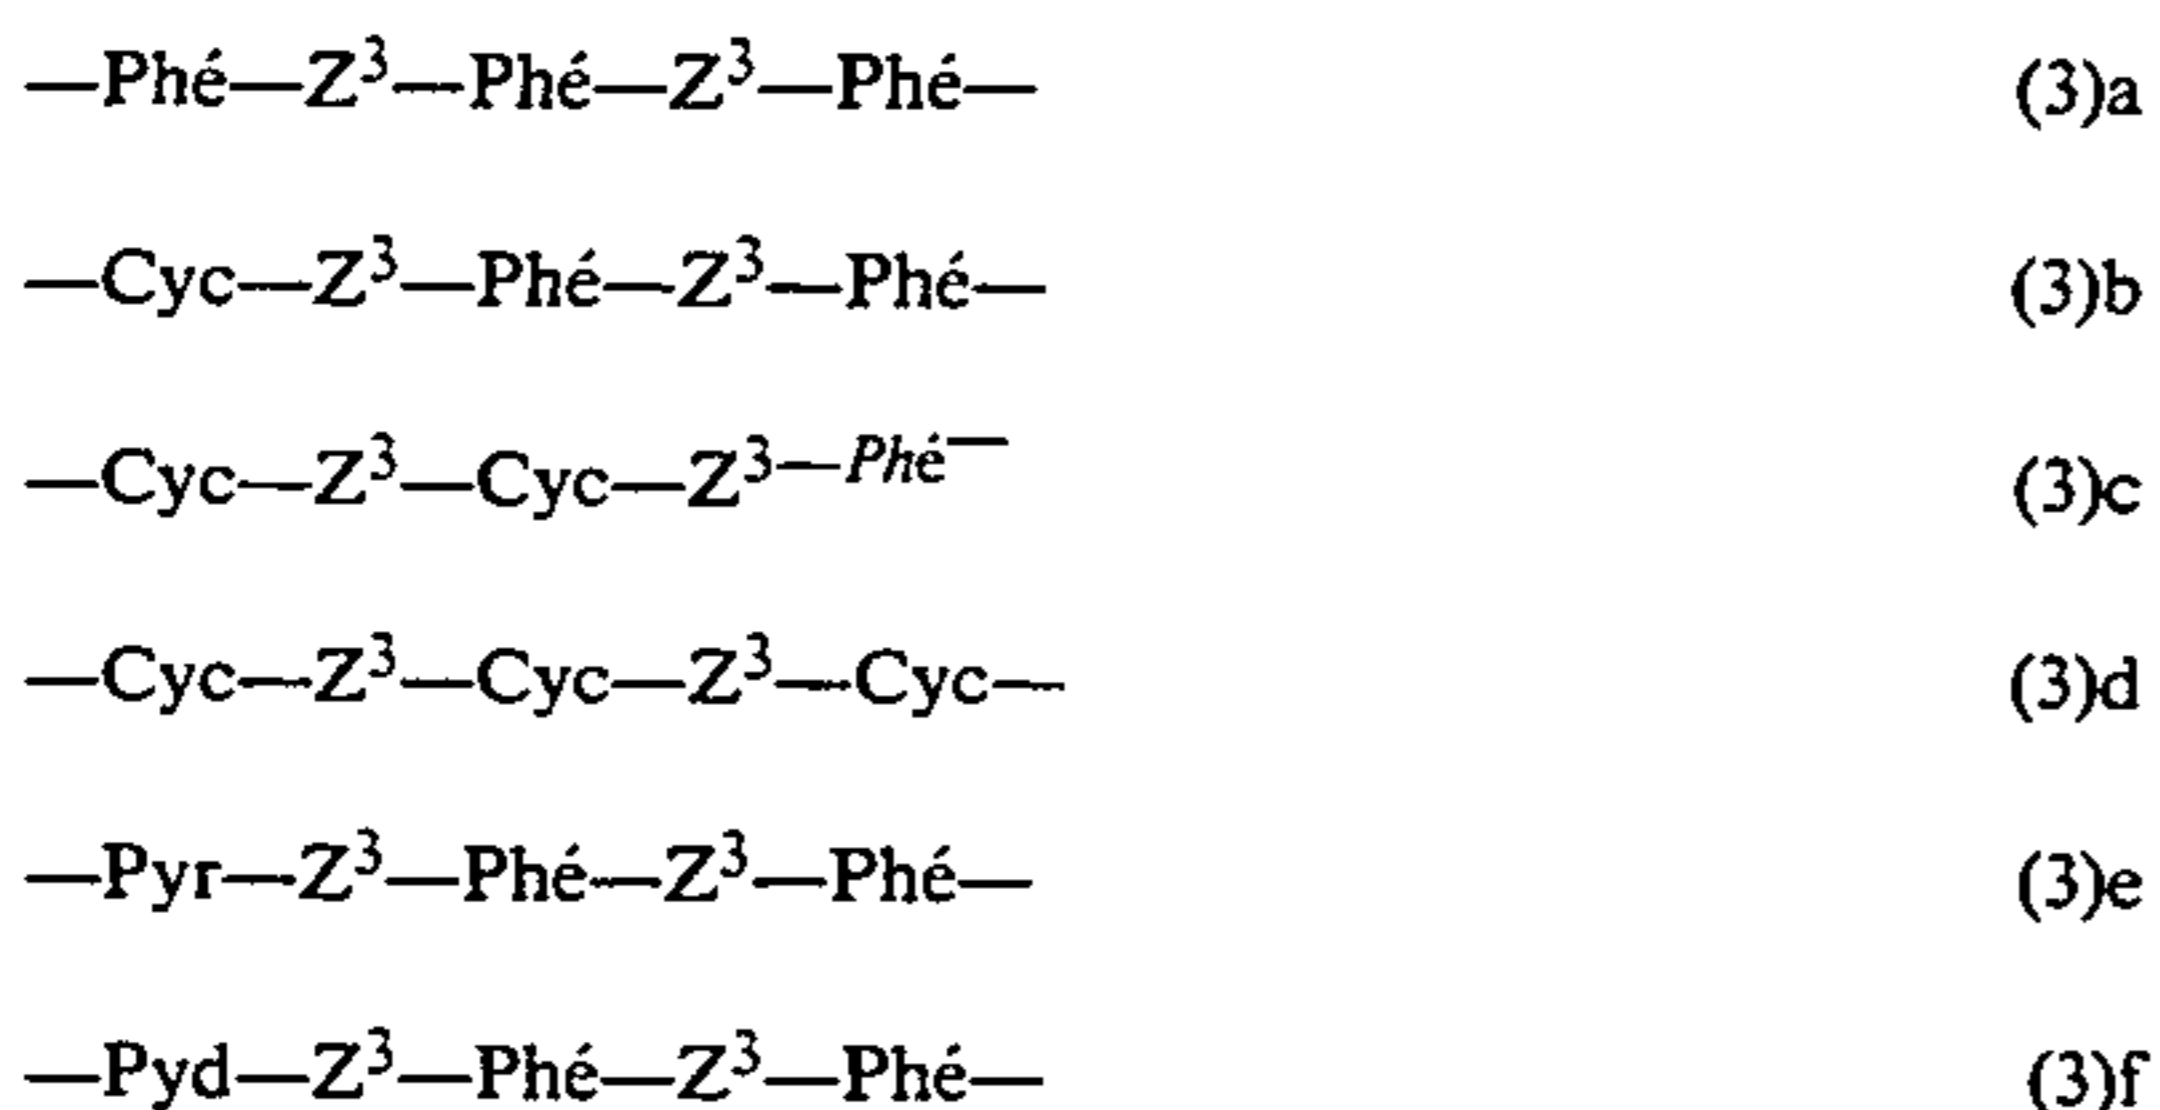 —Phé—Z³—Phé—Z³—Phé— (3)a
—Cyc—Z³—Phé—Z³—Phé— (3)b
—Cyc—Z³—Cyc—Z³—Phé— (3)c
—Cyc—Z³—Cyc—Z³—Cyc— (3)d
—Pyr—Z³—Phé—Z³—Phé— (3)e
—Pyd—Z³—Phé—Z³—Phé— (3)f